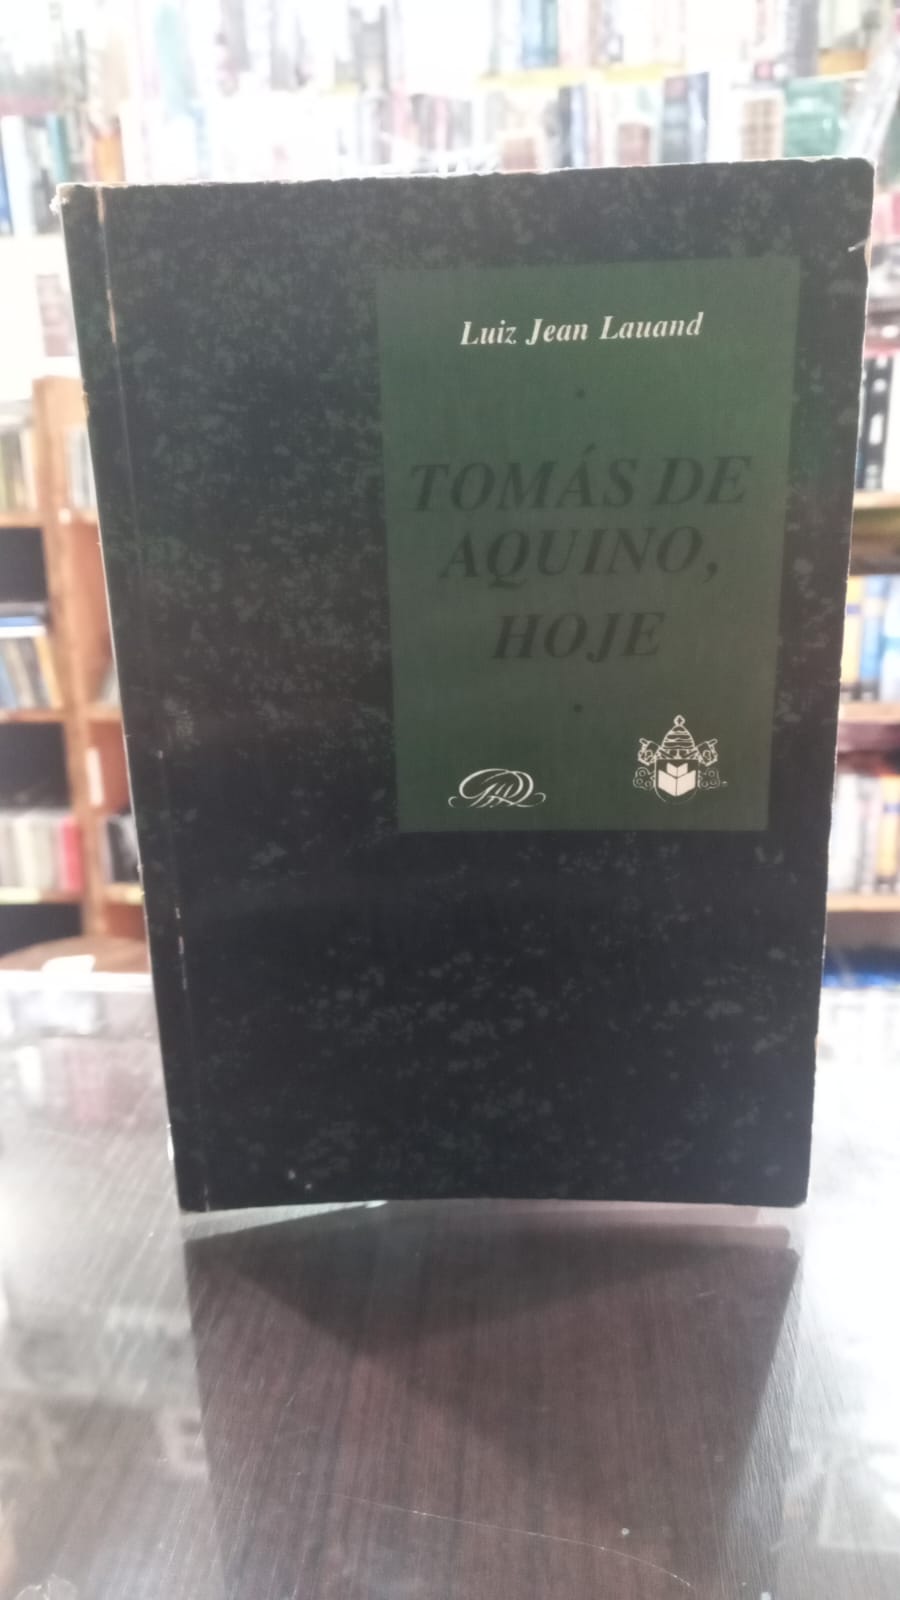 Luiz Jean Lauand
TOMÁS DE
AQUINO,
HOJE